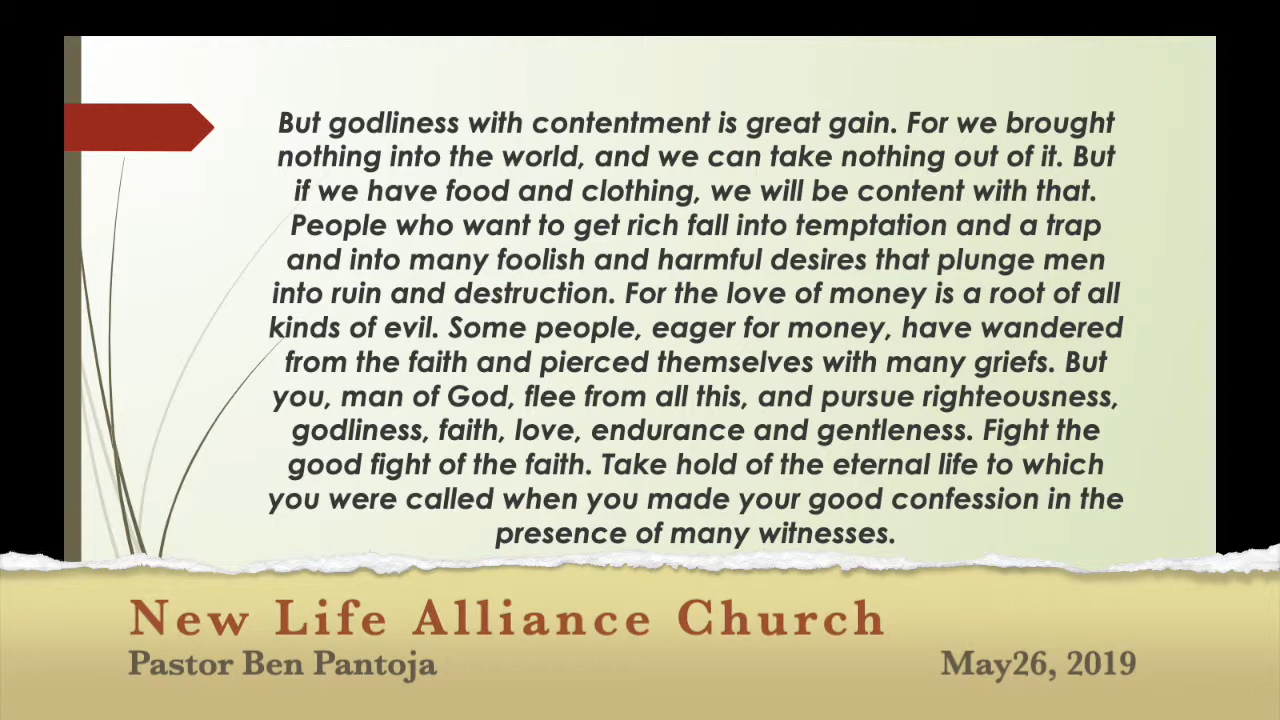 But godliness with contentment is great gain. For we brought
nothing into the world, and we can take nothing out of it. But
if we have food and clothing, we will be content with that.
People who want to get rich fall into temptation and a trap
and into many foolish and harmful desires that plunge men
into ruin and destruction. For the love of money is a root of all
kinds of evil. Some people, eager for money, have wandered
from the faith and pierced themselves with many griefs. But
you, man of God, flee from all this, and pursue righteousness,
godliness, faith, love, endurance and gentleness. Fight the
good fight of the faith. Take hold of the eternal life to which
you were called when you made your good confession in the
presence of many witnesses.
New Life Alliance Church
Pastor Ben Pantoja
May26, 2019